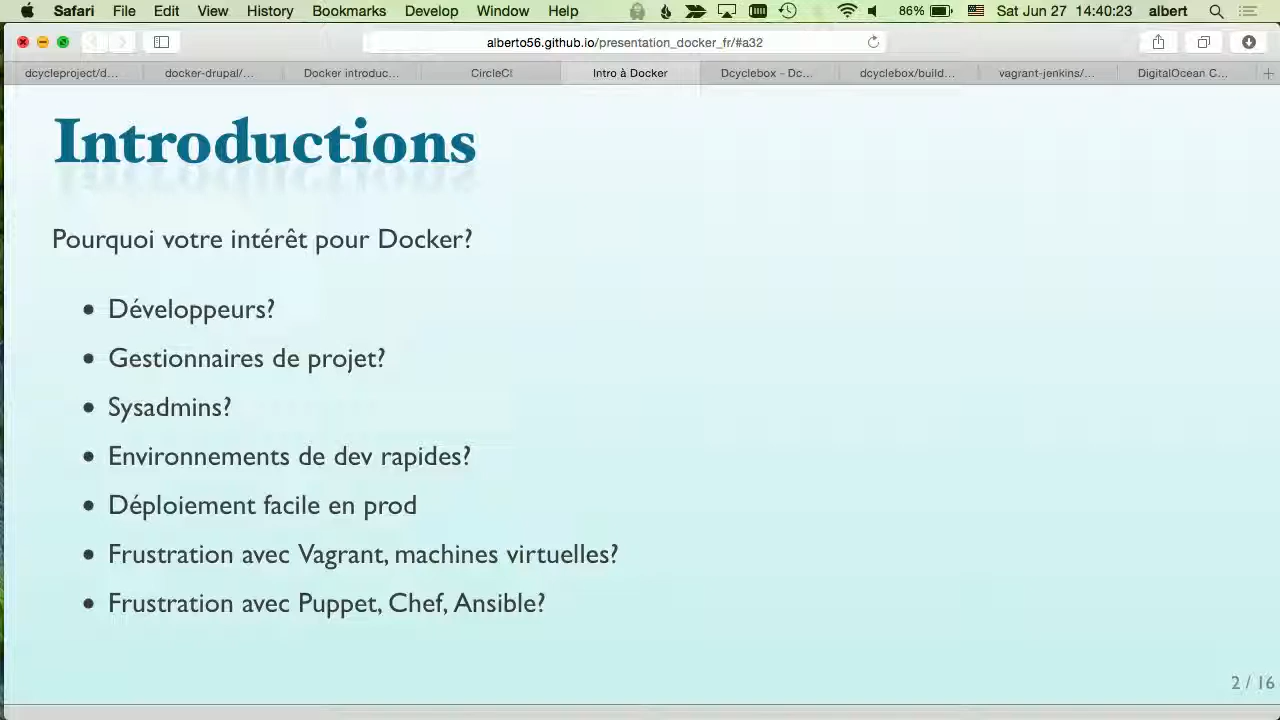 Safari File Edit View History Bookmarks Develop Window Help 86% Sat Jun 27 14:40:23 albert
alberto56.github.io/presentation_docker_fr/#a32
dcycleproject/d... docker-drupal/... Docker introduc... CircleCI Intro à Docker Dcyclebox - Dc... dcyclebox/build... vagrant-jenkins/... DigitalOcean C...
Introductions
Pourquoi votre intérêt pour Docker?
• Développeurs?
• Gestionnaires de projet?
• Sysadmins?
• Environnements de dev rapides?
• Déploiement facile en prod
• Frustration avec Vagrant, machines virtuelles?
• Frustration avec Puppet, Chef, Ansible?
2 / 16